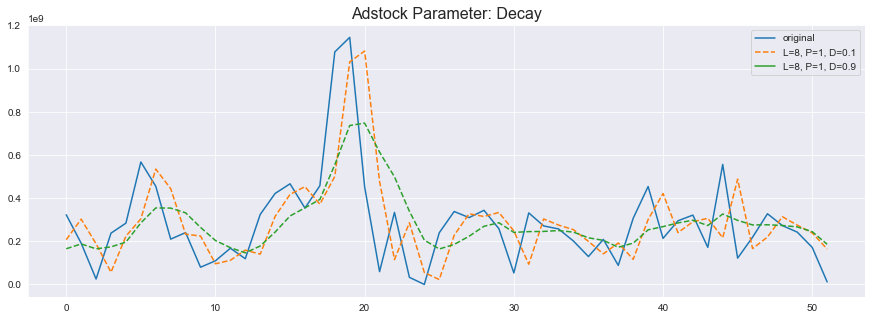 Adstock Parameter: Decay
1e9
1.2
1.0
0.8
0.6
0.4
0.2
0.0
original
L=8, P=1, D=0.1
L=8, P=1, D=0.9
0 10 20 30 40 50